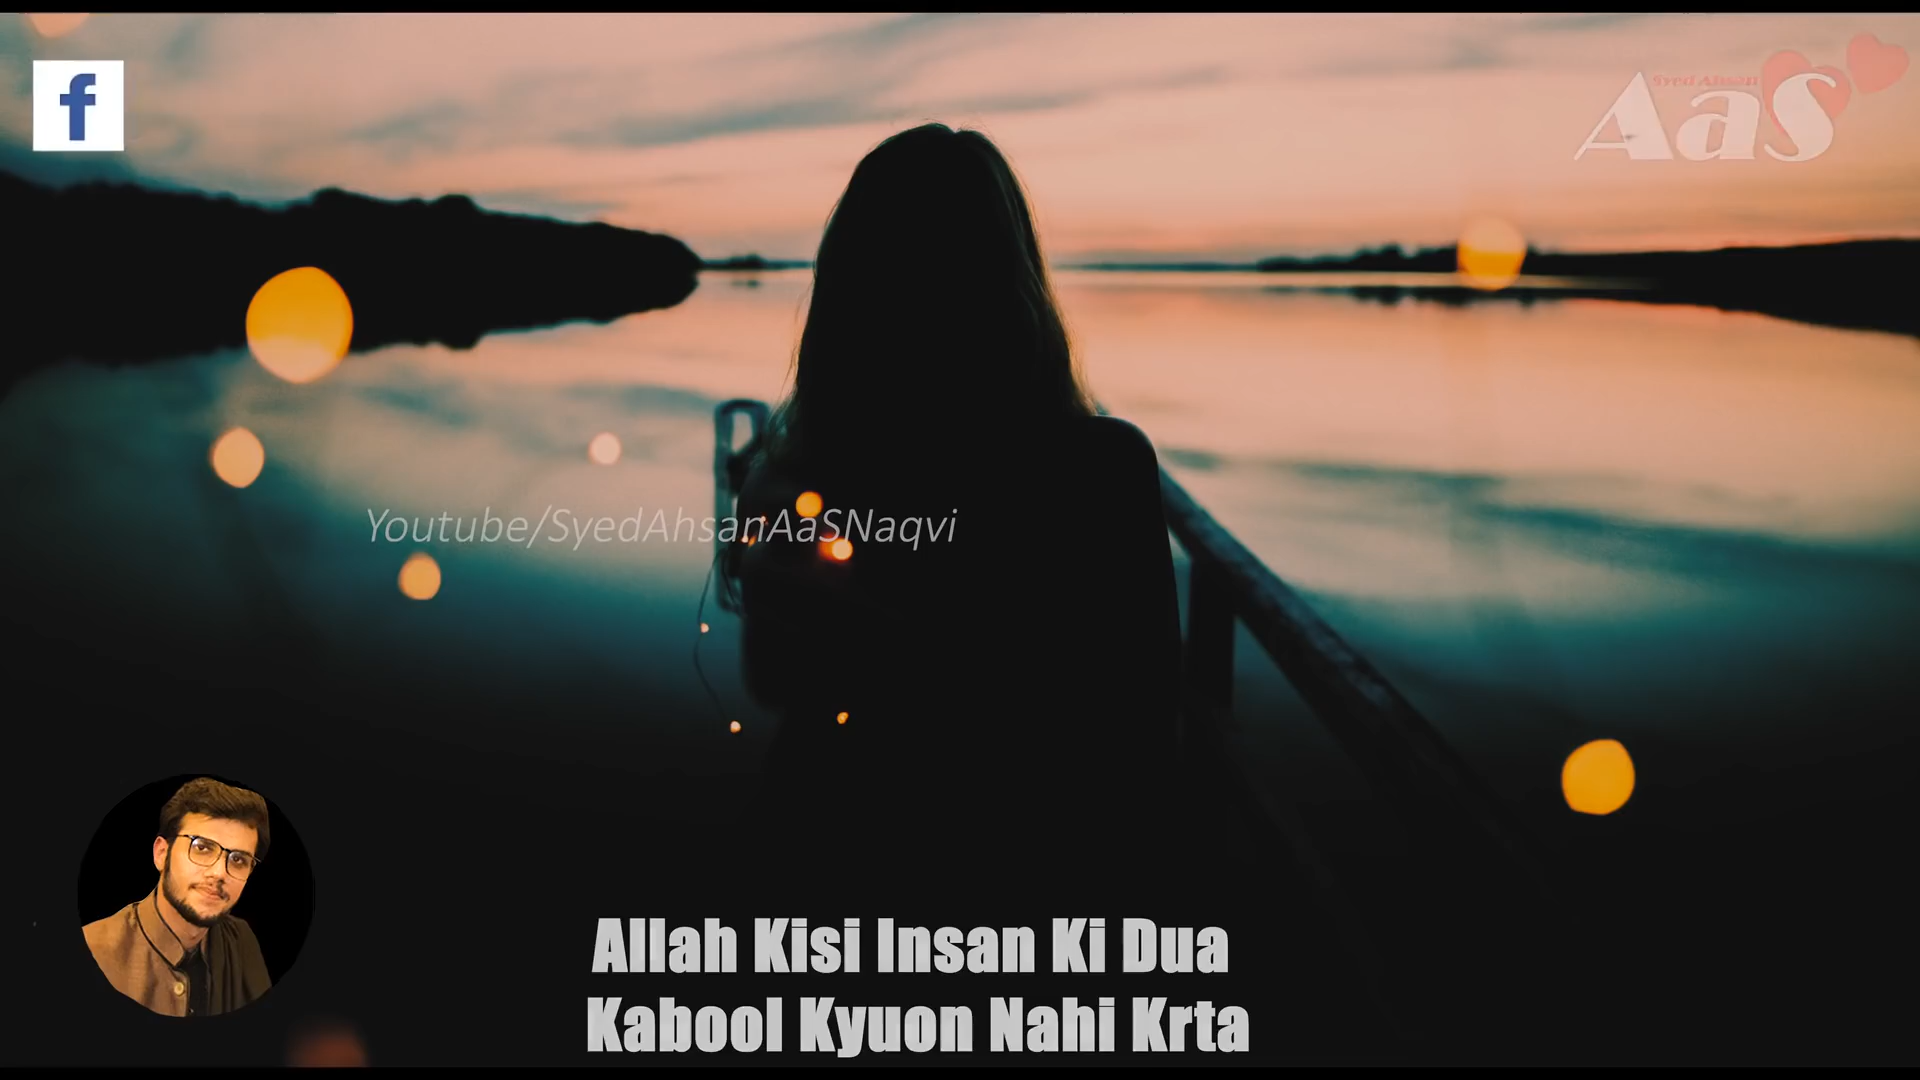 f
Syed Ahsan
AaS
Youtube/SyedAhsanAaSNaqvi
Allah Kisi Insan Ki Dua
Kabool Kyuon Nahi Krta